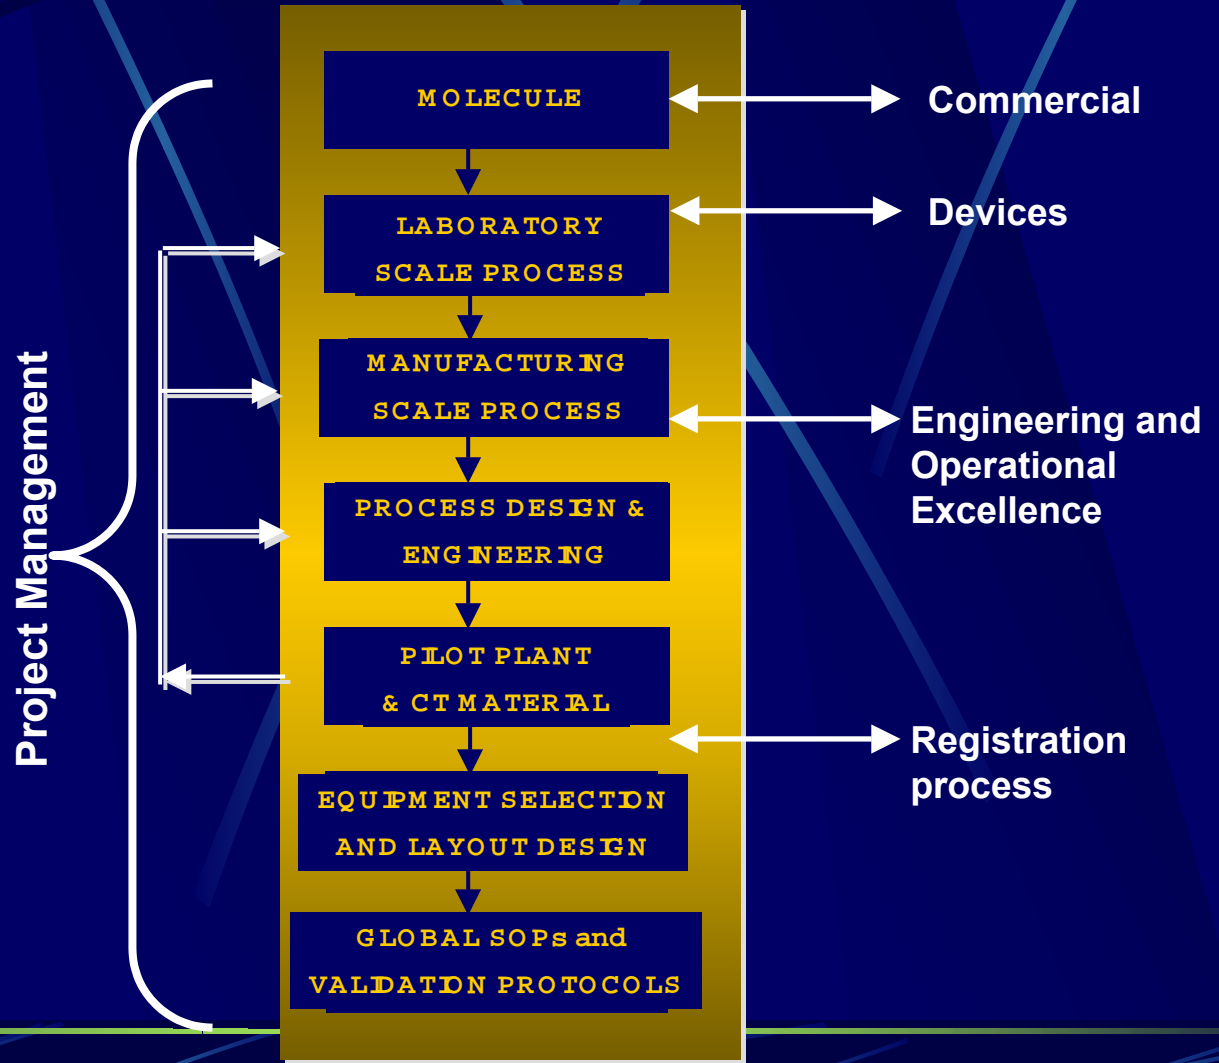 MOLECULE
Commercial
LABORATORY
SCALE PROCESS
Devices
MANUFACTURING
SCALE PROCESS
Engineering and
Operational
Excellence
PROCESS DESIGN &
ENGINEERING
Project Management
PILOT PLANT
& CT MATERIAL
Registration
process
EQUIPMENT SELECTION
AND LAYOUT DESIGN
GLOBAL SOPs and
VALIDATION PROTOCOLS